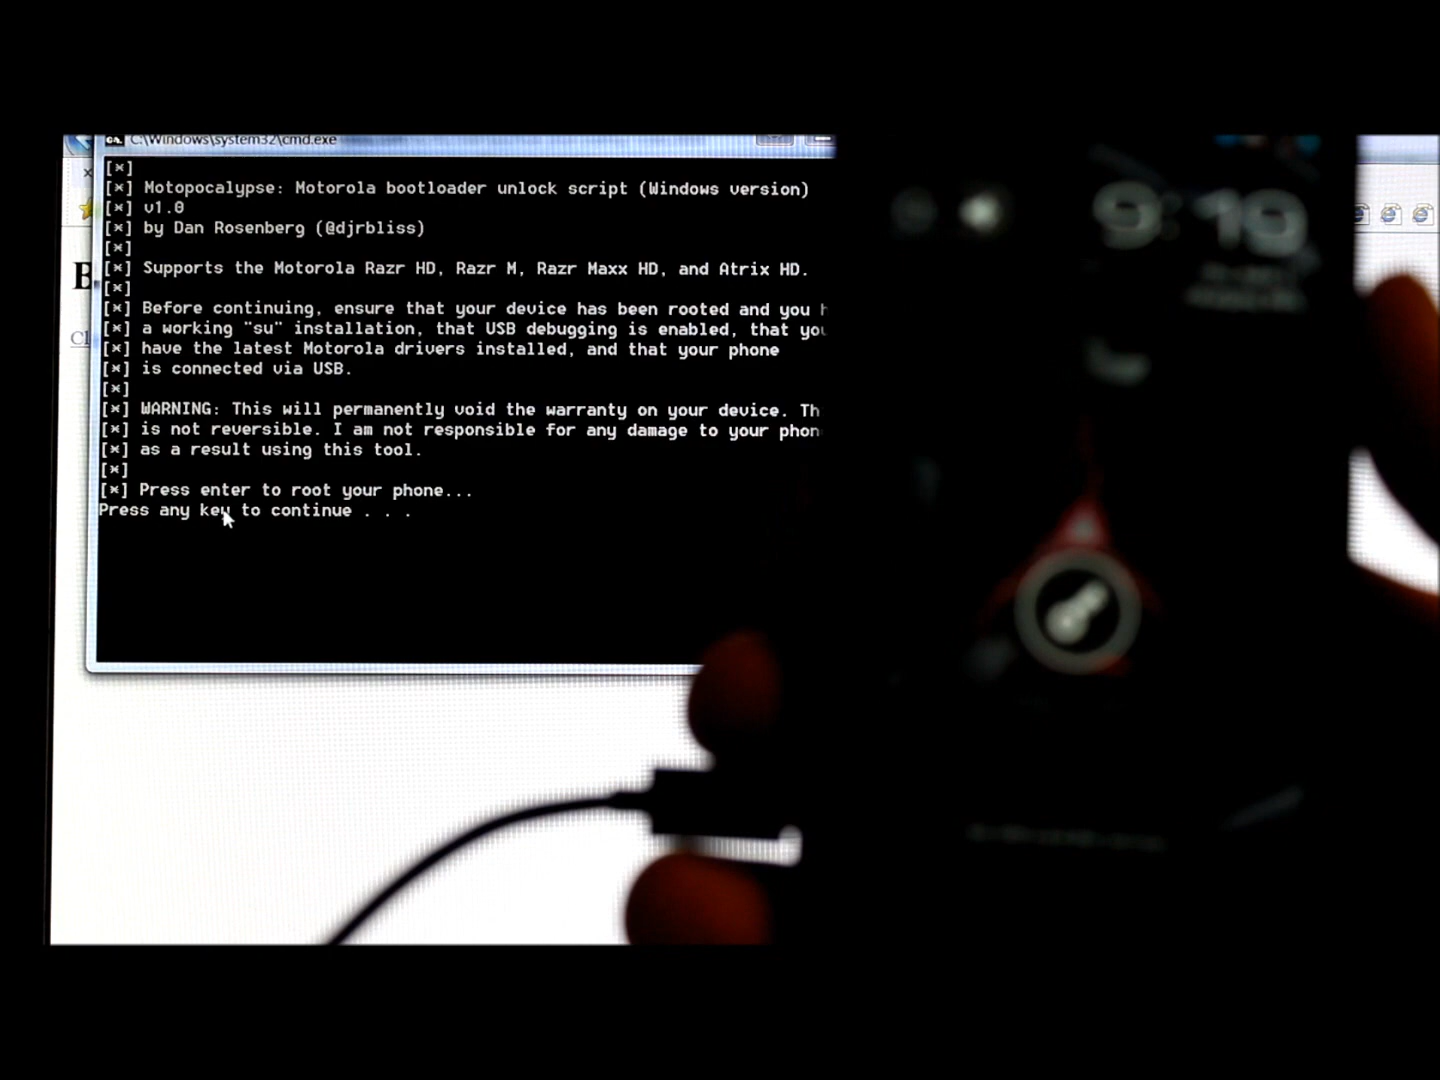 C:\Windows\system32\cmd.exe
[*]
[*] Motopocalypse: Motorola bootloader unlock script (Windows version)
[*] v1.0
[*] by Dan Rosenberg (@djrbliss)
[*]
[*] Supports the Motorola Razr HD, Razr M, Razr Maxx HD, and Atrix HD.
[*]
[*] Before continuing, ensure that your device has been rooted and you
[*] a working "su" installation, that USB debugging is enabled, that
[*] have the latest Motorola drivers installed, and that your phone
[*] is connected via USB.
[*]
[*] WARNING: This will permanently void the warranty on your device. Th
[*] is not reversible. I am not responsible for any damage to your phon
[*] as a result using this tool.
[*]
[*] Press enter to root your phone...
Press any key to continue . . .
9:19